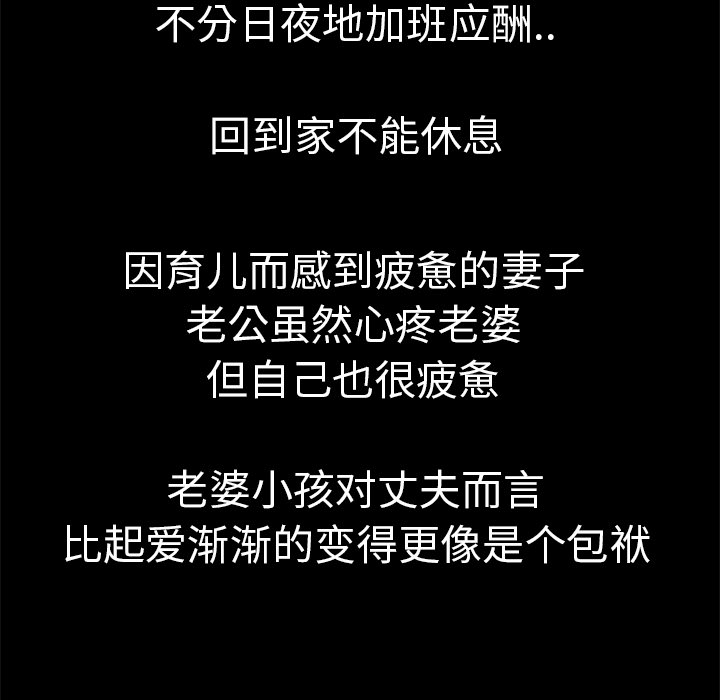 不分日夜地加班应酬..
回到家不能休息
因育儿而感到疲惫的妻子
老公虽然心疼老婆
但自己也很疲惫
老婆小孩对丈夫而言
比起爱渐渐的变得更像是个包袱